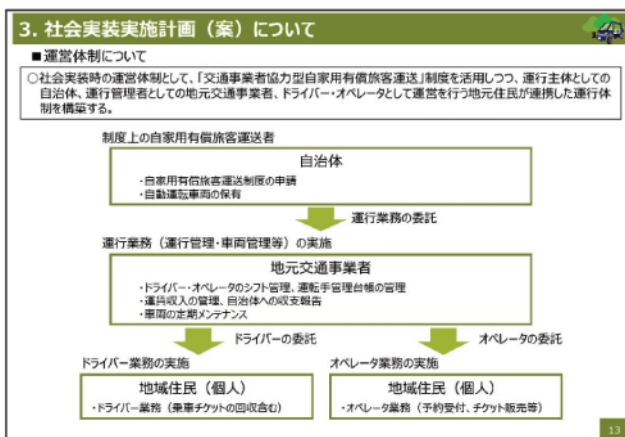 3. 社会実装実施計画（案）について
■運営体制について
○社会実装時の運営体制として、「交通事業者協力型自家用有償旅客運送」制度を活用しつつ、運行主体としての
自治体、運行管理者としての地元交通事業者、ドライバー・オペレータとして運営を行う地元住民が連携した運行体
制を構築する。
制度上の自家用有償旅客運送者
自治体
・自家用有償旅客運送制度の申請
・自動運転車両の保有
運行業務の委託
運行業務（運行管理・車両管理等）の実施
地元交通事業者
・ドライバー・オペレータのシフト管理、運転手管理台帳の管理
・運賃収入の管理、自治体への収支報告
・車両の定期メンテナンス
ドライバーの委託
オペレータの委託
ドライバー業務の実施
オペレータ業務の実施
地域住民（個人）
・ドライバー業務（乗車チケットの回収含む）
地域住民（個人）
・オペレータ業務（予約受付、チケット販売等）
13